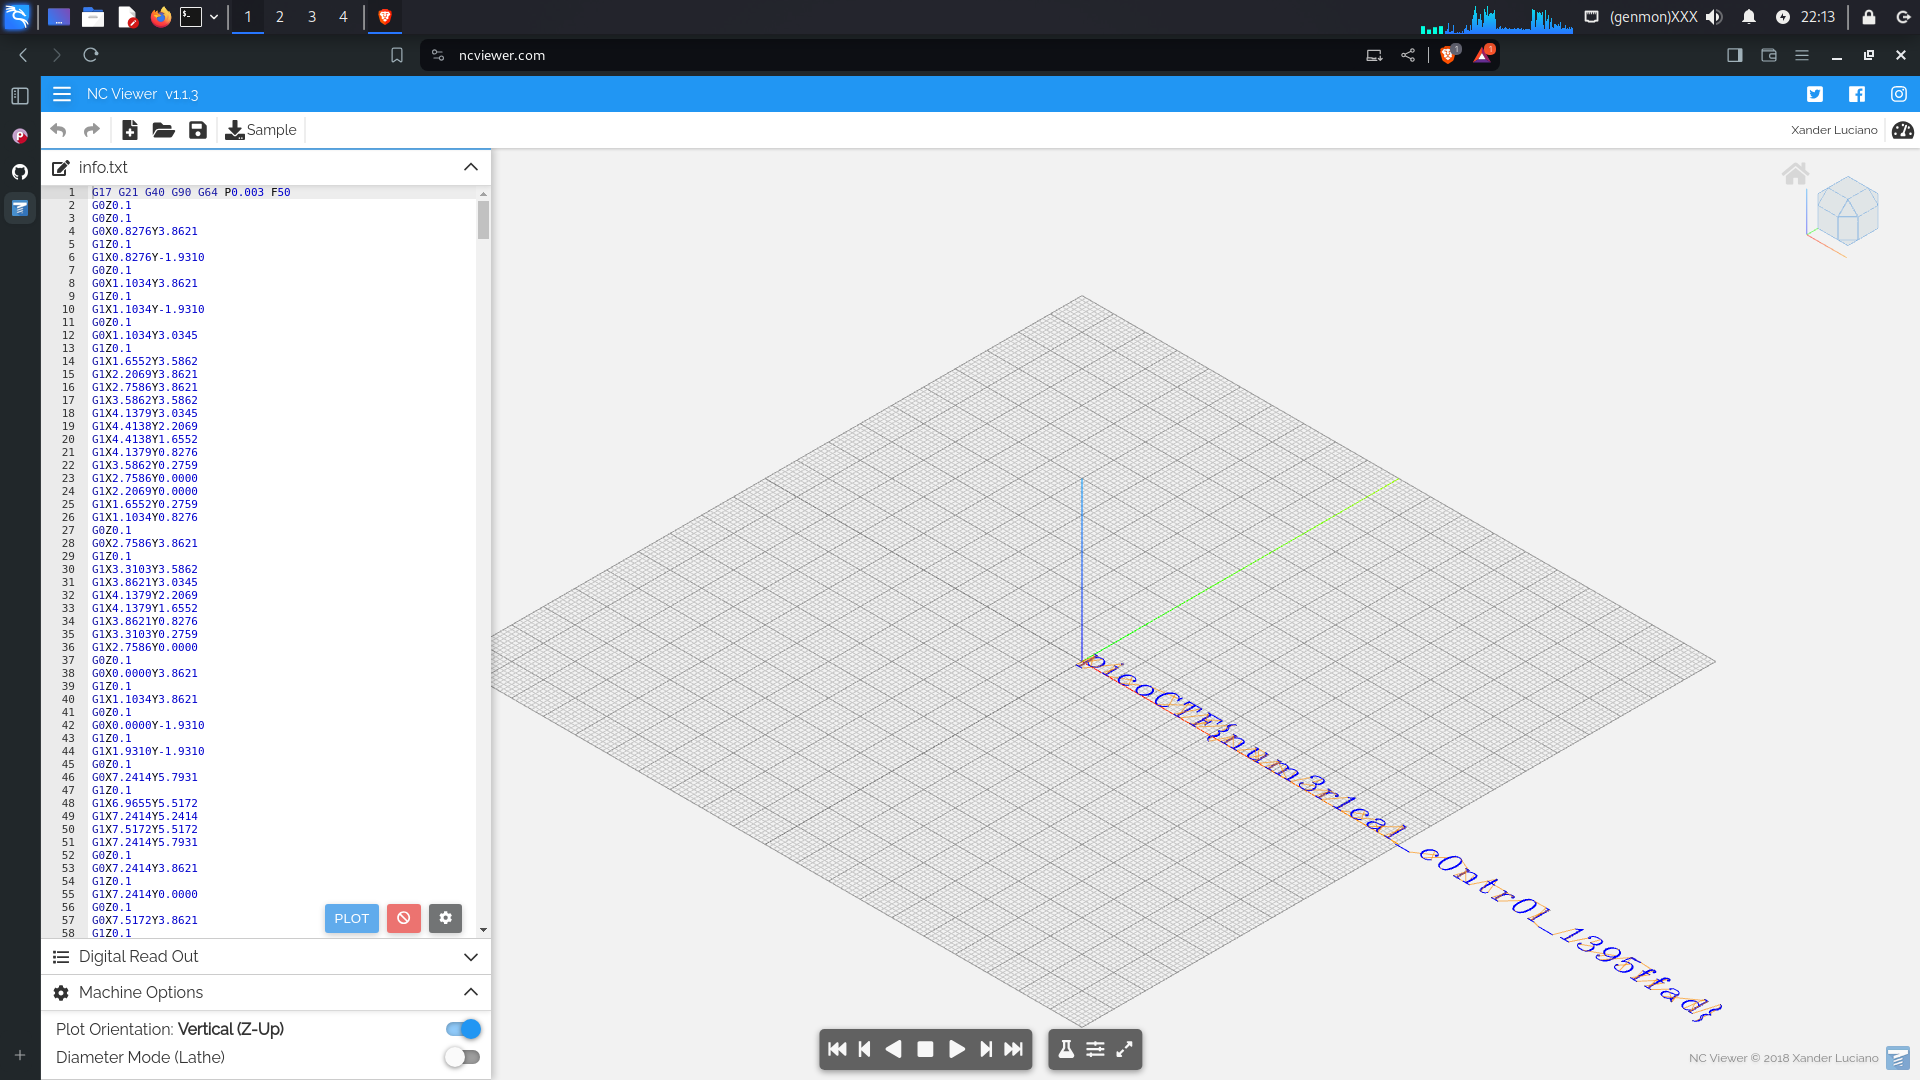 1
2
3
4
(genmon)XXX
22:13
ncviewer.com
1
1
NC Viewer v1.1.3
Sample
Xander Luciano
info.txt
1 G17 G21 G40 G90 G64 P0.003 F50
2 G0Z0.1
3 G0Z0.1
4 G0X0.8276Y3.8621
5 G1Z0.1
6 G1X0.8276Y-1.9310
7 G0Z0.1
8 G0X1.1034Y3.8621
9 G1Z0.1
10 G1X1.1034Y-1.9310
11 G0Z0.1
12 G0X1.1034Y3.0345
13 G1Z0.1
14 G1X1.6552Y3.5862
15 G1X2.2069Y3.8621
16 G1X2.7586Y3.8621
17 G1X3.5862Y3.5862
18 G1X4.1379Y3.0345
19 G1X4.4138Y2.2069
20 G1X4.4138Y1.6552
21 G1X4.1379Y0.8276
22 G1X3.5862Y0.2759
23 G1X2.7586Y0.0000
24 G1X2.2069Y0.0000
25 G1X1.6552Y0.2759
26 G1X1.1034Y0.8276
27 G0Z0.1
28 G0X2.7586Y3.8621
29 G1Z0.1
30 G1X3.3103Y3.5862
31 G1X3.8621Y3.0345
32 G1X4.1379Y2.2069
33 G1X4.1379Y1.6552
34 G1X3.8621Y0.8276
35 G1X3.3103Y0.2759
36 G1X2.7586Y0.0000
37 G0Z0.1
38 G0X0.0000Y3.8621
39 G1Z0.1
40 G1X1.1034Y3.8621
41 G0Z0.1
42 G0X0.0000Y-1.9310
43 G1Z0.1
44 G1X1.9310Y-1.9310
45 G0Z0.1
46 G0X7.2414Y5.7931
47 G1Z0.1
48 G1X6.9655Y5.5172
49 G1X7.2414Y5.2414
50 G1X7.5172Y5.5172
51 G1X7.2414Y5.7931
52 G0Z0.1
53 G0X7.2414Y3.8621
54 G1Z0.1
55 G1X7.2414Y0.0000
56 G0Z0.1
57 G0X7.5172Y3.8621
58 G1Z0.1
PLOT
Digital Read Out
Machine Options
Plot Orientation: Vertical (Z-Up)
Diameter Mode (Lathe)
picoCTF{num3r1cal_c0ntr0l_1395ffad}
NC Viewer © 2018 Xander Luciano